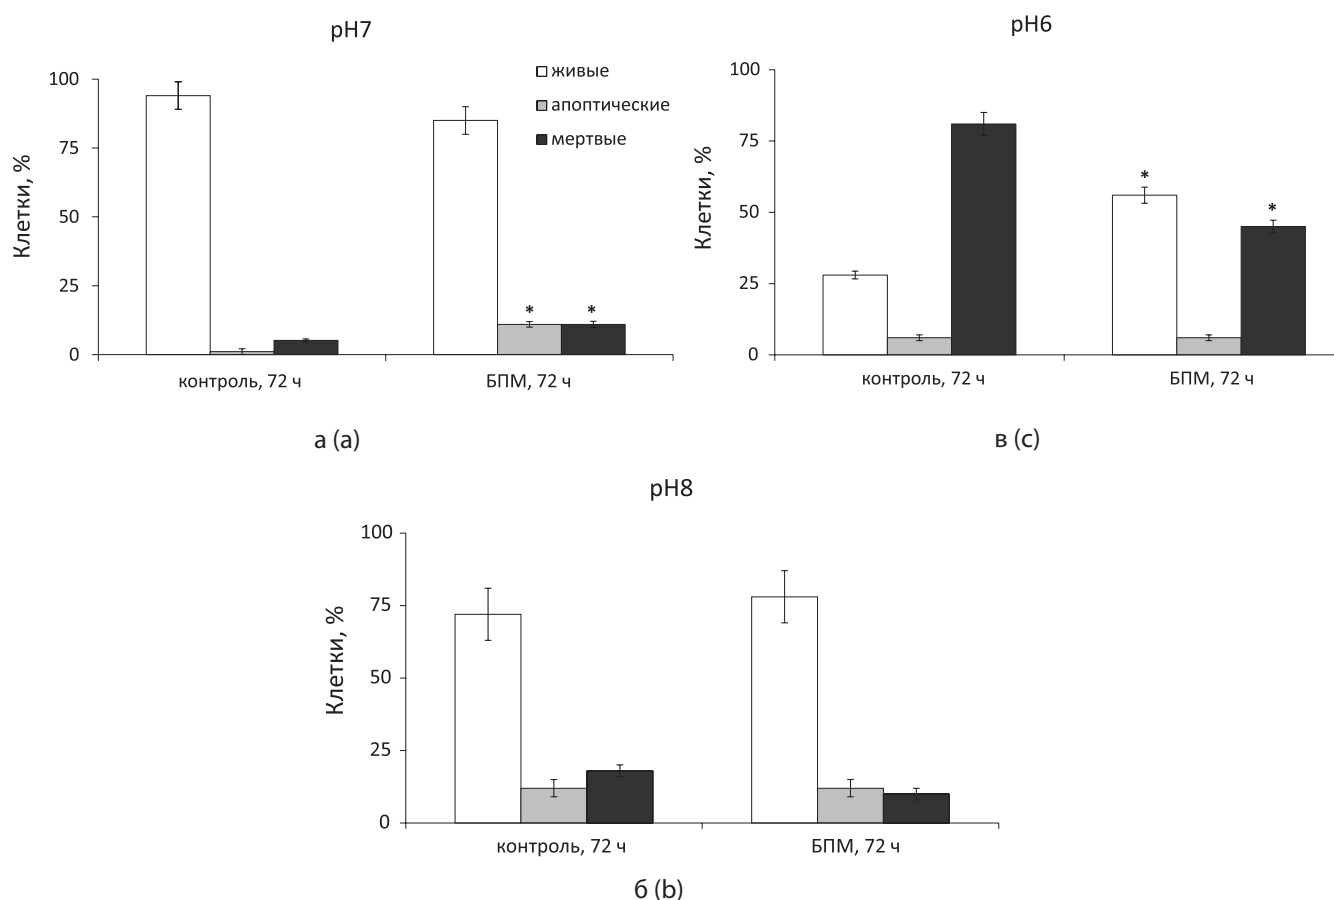 pH7
100
75
50
25
0
Клетки, %
живые
апоптические
мертвые
*
*
контроль, 72 ч
БПМ, 72 ч
а (a)
pH6
100
75
50
25
0
Клетки, %
*
*
контроль, 72 ч
БПМ, 72 ч
в (c)
pH8
100
75
50
25
0
Клетки, %
контроль, 72 ч
БПМ, 72 ч
б (b)